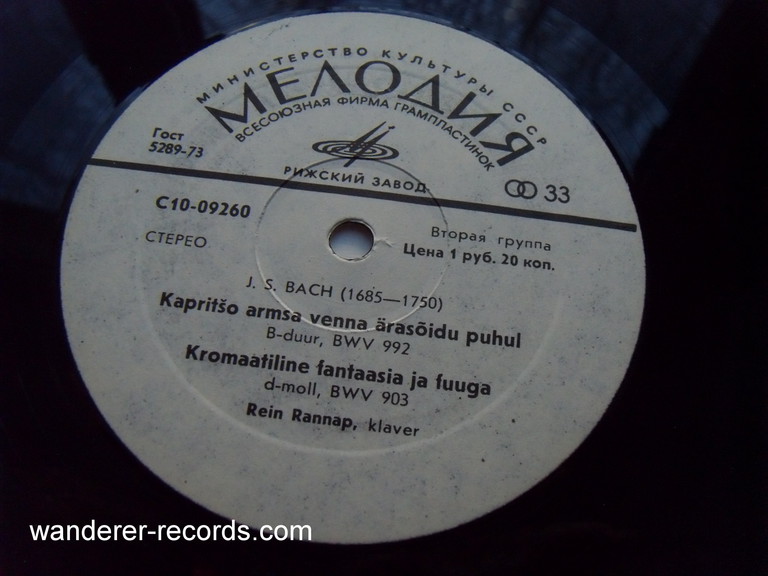 МИНИСТЕРСТВО КУЛЬТУРЫ СССР
МЕЛОДИЯ
ВСЕСОЮЗНАЯ ФИРМА ГРАМПЛАСТИНОК
Гост
5289-73
РИЖСКИЙ ЗАВОД
33
С10-09260
Вторая группа
СТЕРЕО
Цена 1 руб. 20 коп.
J. S. BACH (1685—1750)
Kapritšo armsa venna ärasõidu puhul
B-duur, BWV 992
Kromaatiline fantaasia ja fuuga
d-moll, BWV 903
Rein Rannap, klaver
wanderer-records.com